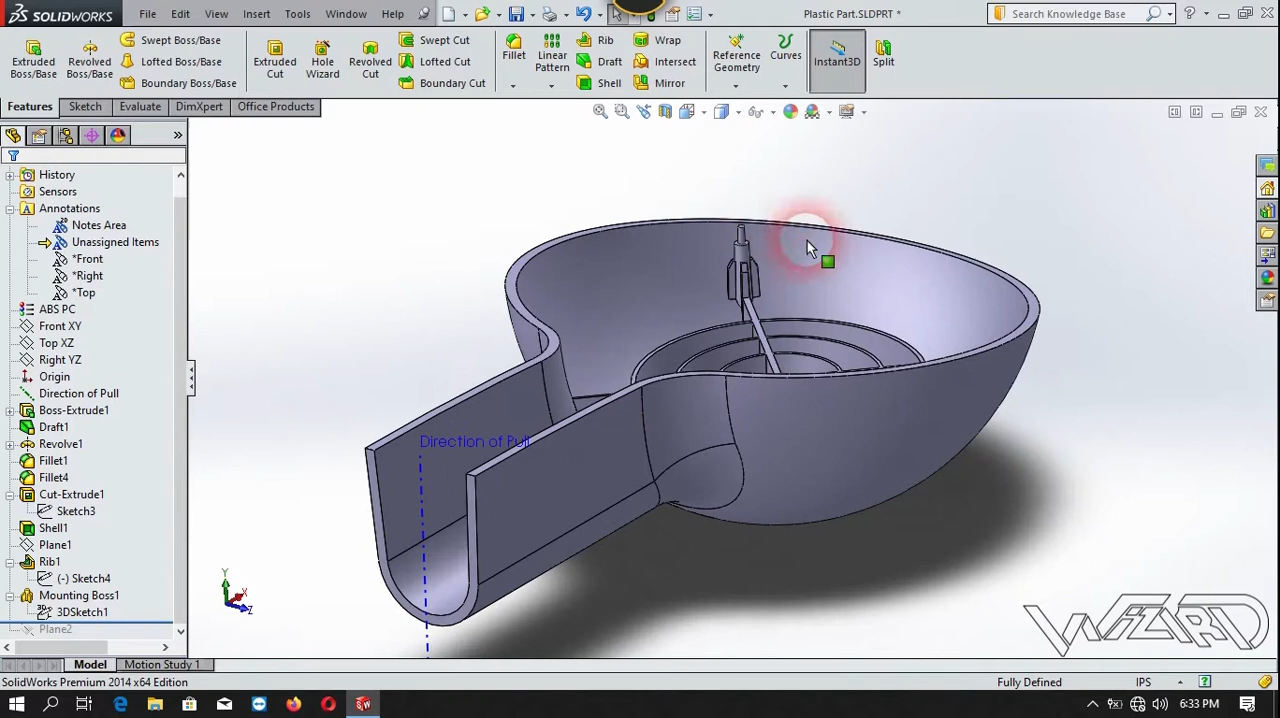 SOLIDWORKS File Edit View Insert Tools Window Help Plastic Part.SLDPRT * Search Knowledge Base
Extruded Boss/Base
Revolved Boss/Base
Swept Boss/Base
Lofted Boss/Base
Boundary Boss/Base
Extruded Cut
Hole Wizard
Revolved Cut
Swept Cut
Lofted Cut
Boundary Cut
Fillet
Linear Pattern
Rib
Draft
Shell
Wrap
Intersect
Mirror
Reference Geometry
Curves
Instant3D
Split
Features Sketch Evaluate DimXpert Office Products
History
Sensors
Annotations
Notes Area
Unassigned Items
*Front
*Right
*Top
ABS PC
Front XY
Top XZ
Right YZ
Origin
Direction of Pull
Boss-Extrude1
Draft1
Revolve1
Fillet1
Fillet4
Cut-Extrude1
Sketch3
Shell1
Plane1
Rib1
(-) Sketch4
Mounting Boss1
3DSketch1
Plane2
Direction of Pull
Y
X
Z
WIZARD
Model Motion Study 1
SolidWorks Premium 2014 x64 Edition Fully Defined IPS
6:33 PM